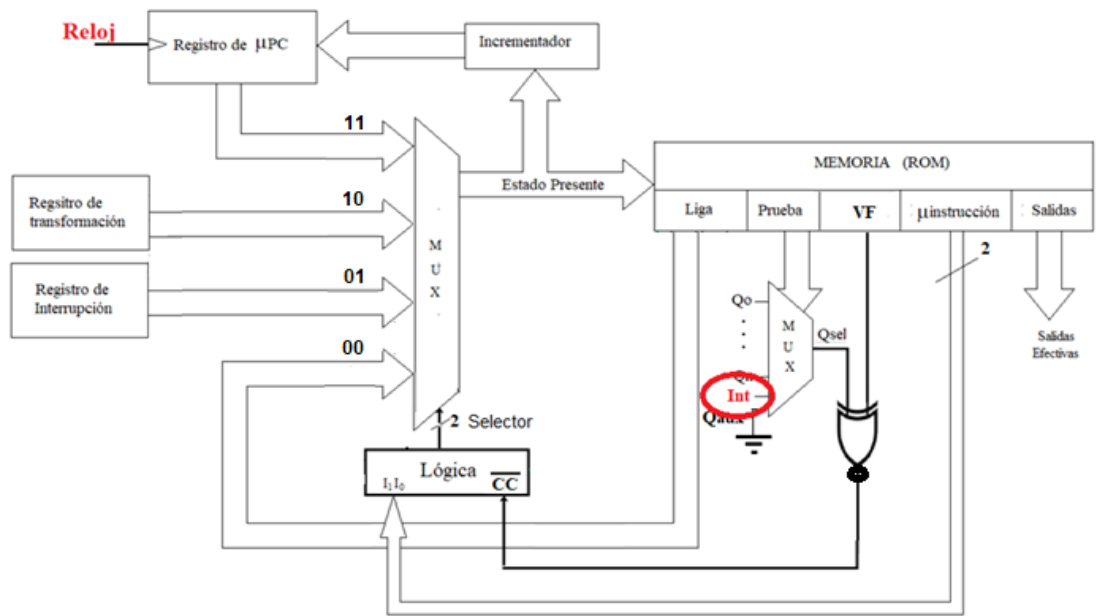 Reloj
Registro de μPC
Incrementador
11
MEMORIA (ROM)
Estado Presente
Regsitro de
transformación
10
Liga
Prueba
VF
μinstrucción
Salidas
M
U
X
2
Registro de
Interrupción
01
Qo
M
U
X
Qsel
Salidas
Efectivas
00
Int
2 Selector
Lógica
I1I0
CC